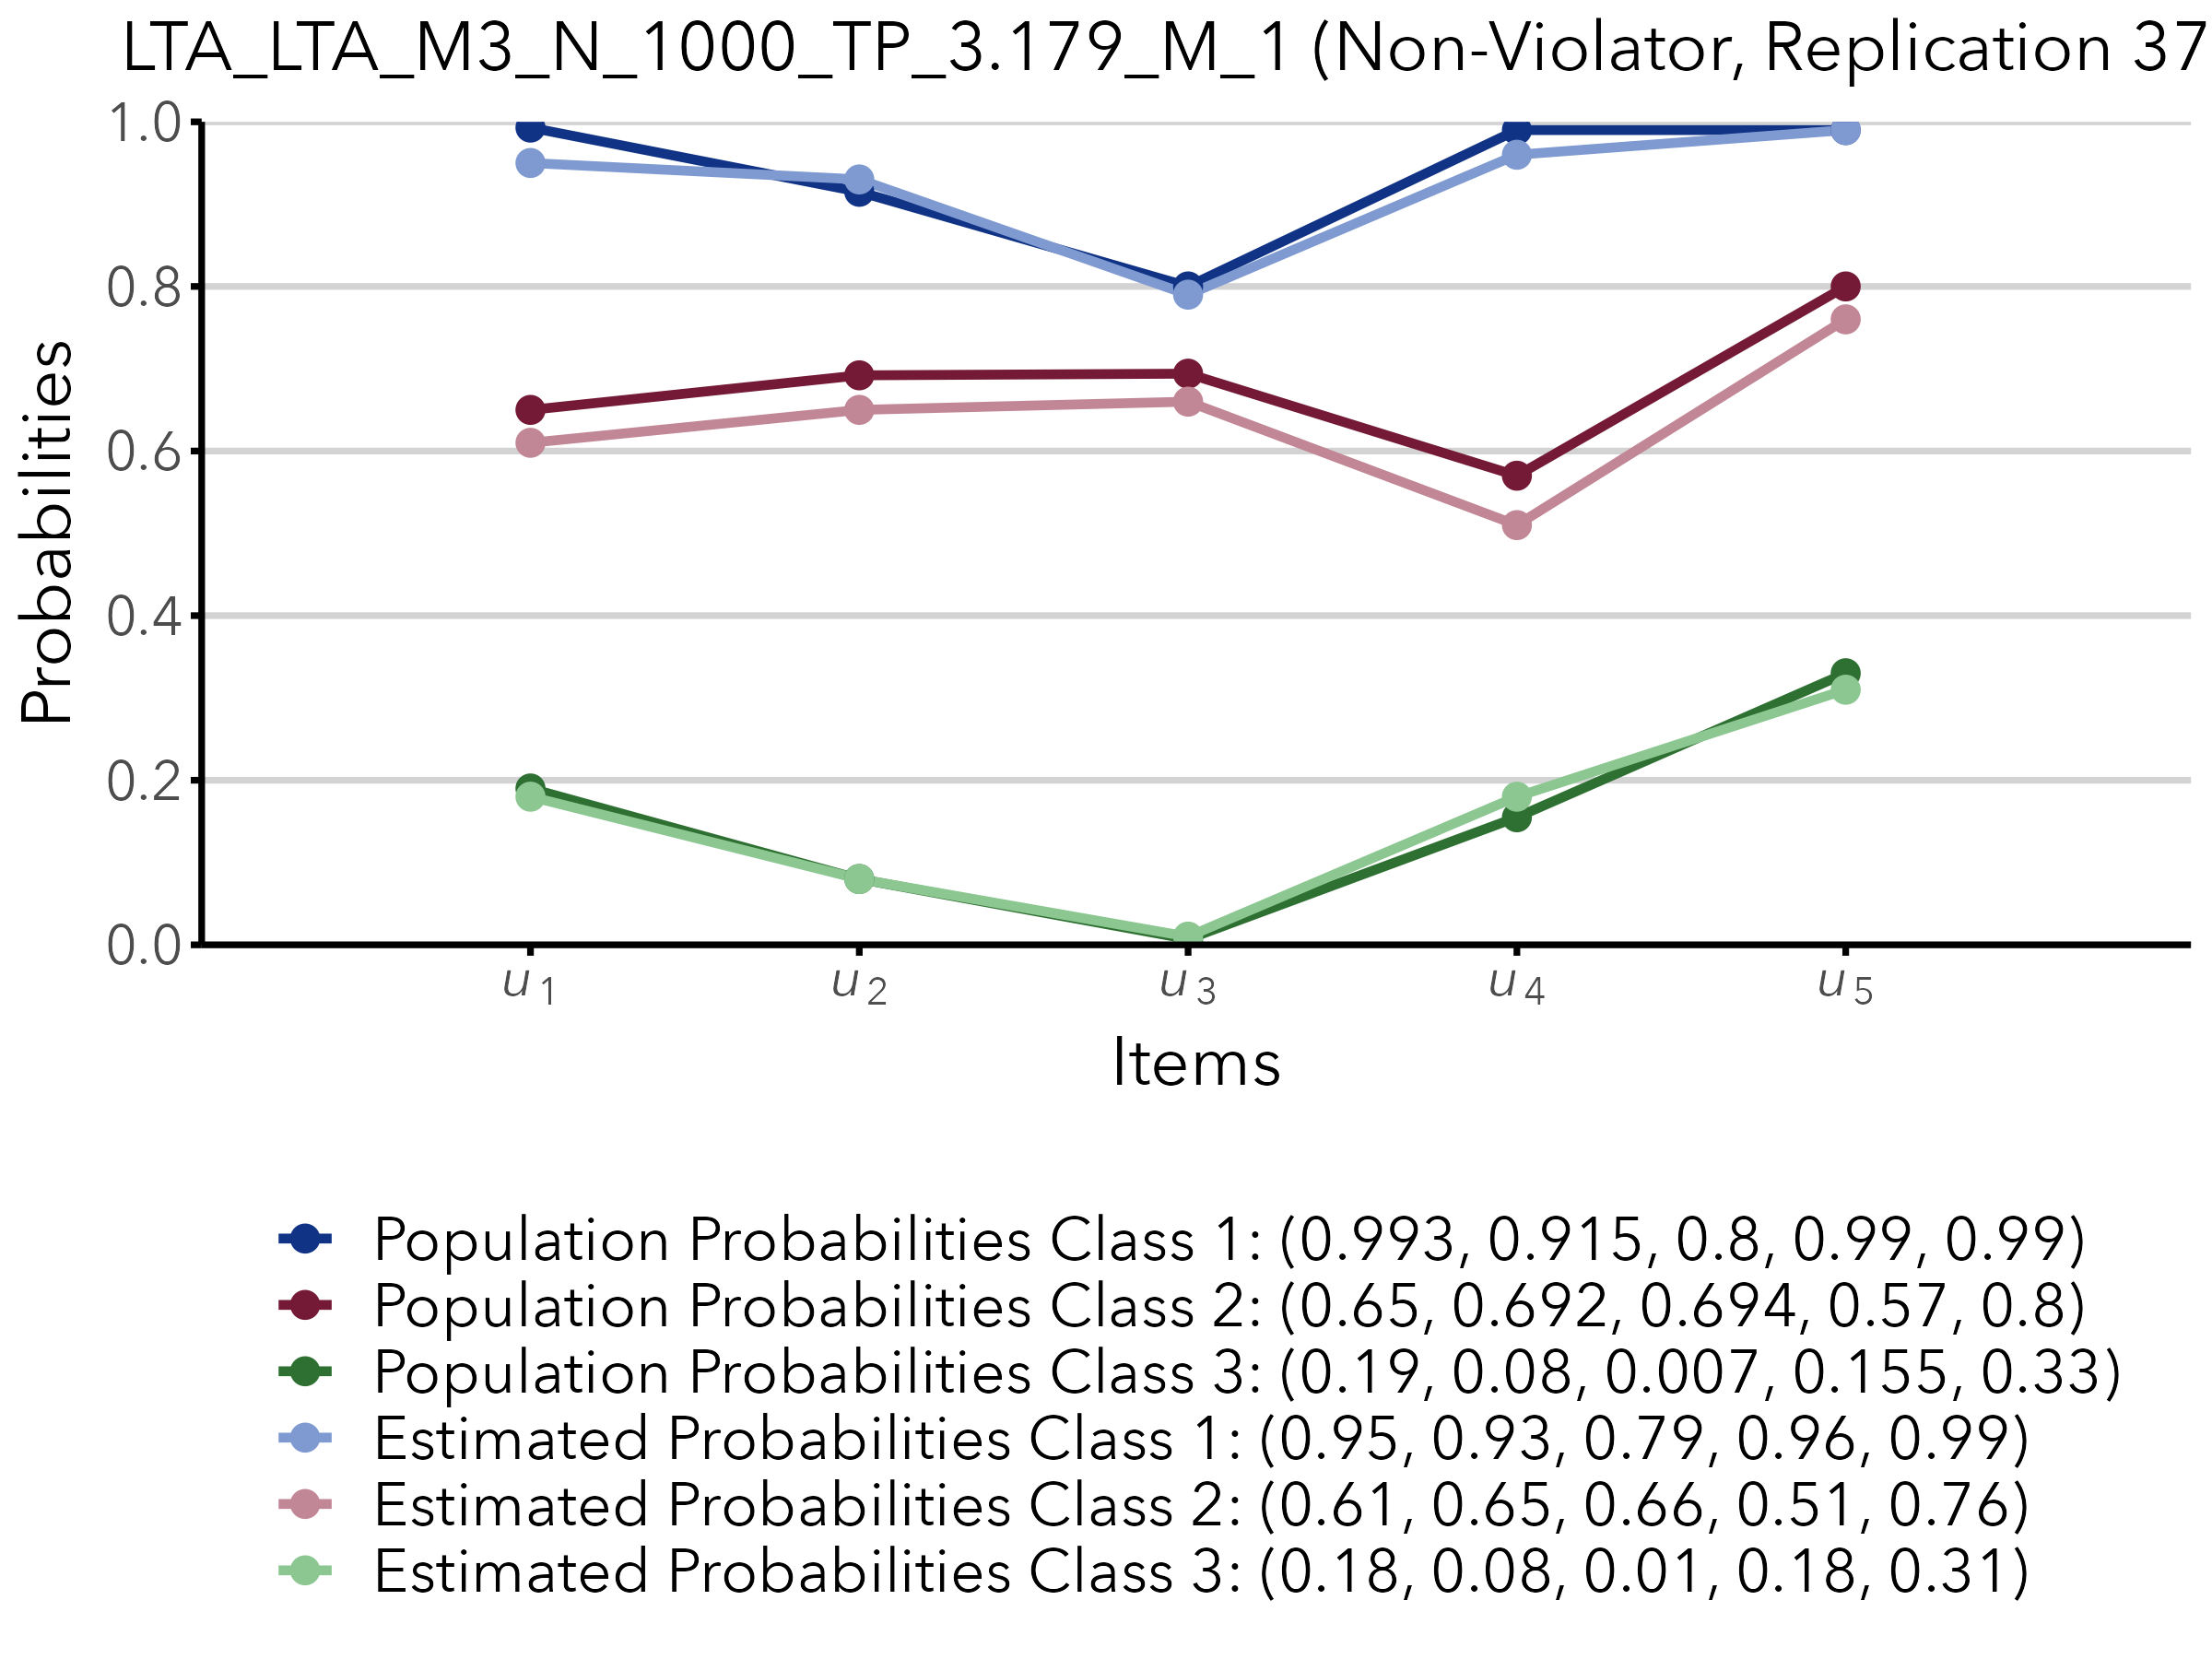 LTA_LTA_M3_N_1000_TP_3.179_M_1 (Non-Violator, Replication 37
1.0
0.8
0.6
0.4
0.2
0.0
Probabilities
u1 u2 u3 u4 u5
Items
Population Probabilities Class 1: (0.993, 0.915, 0.8, 0.99, 0.99)
Population Probabilities Class 2: (0.65, 0.692, 0.694, 0.57, 0.8)
Population Probabilities Class 3: (0.19, 0.08, 0.007, 0.155, 0.33)
Estimated Probabilities Class 1: (0.95, 0.93, 0.79, 0.96, 0.99)
Estimated Probabilities Class 2: (0.61, 0.65, 0.66, 0.51, 0.76)
Estimated Probabilities Class 3: (0.18, 0.08, 0.01, 0.18, 0.31)